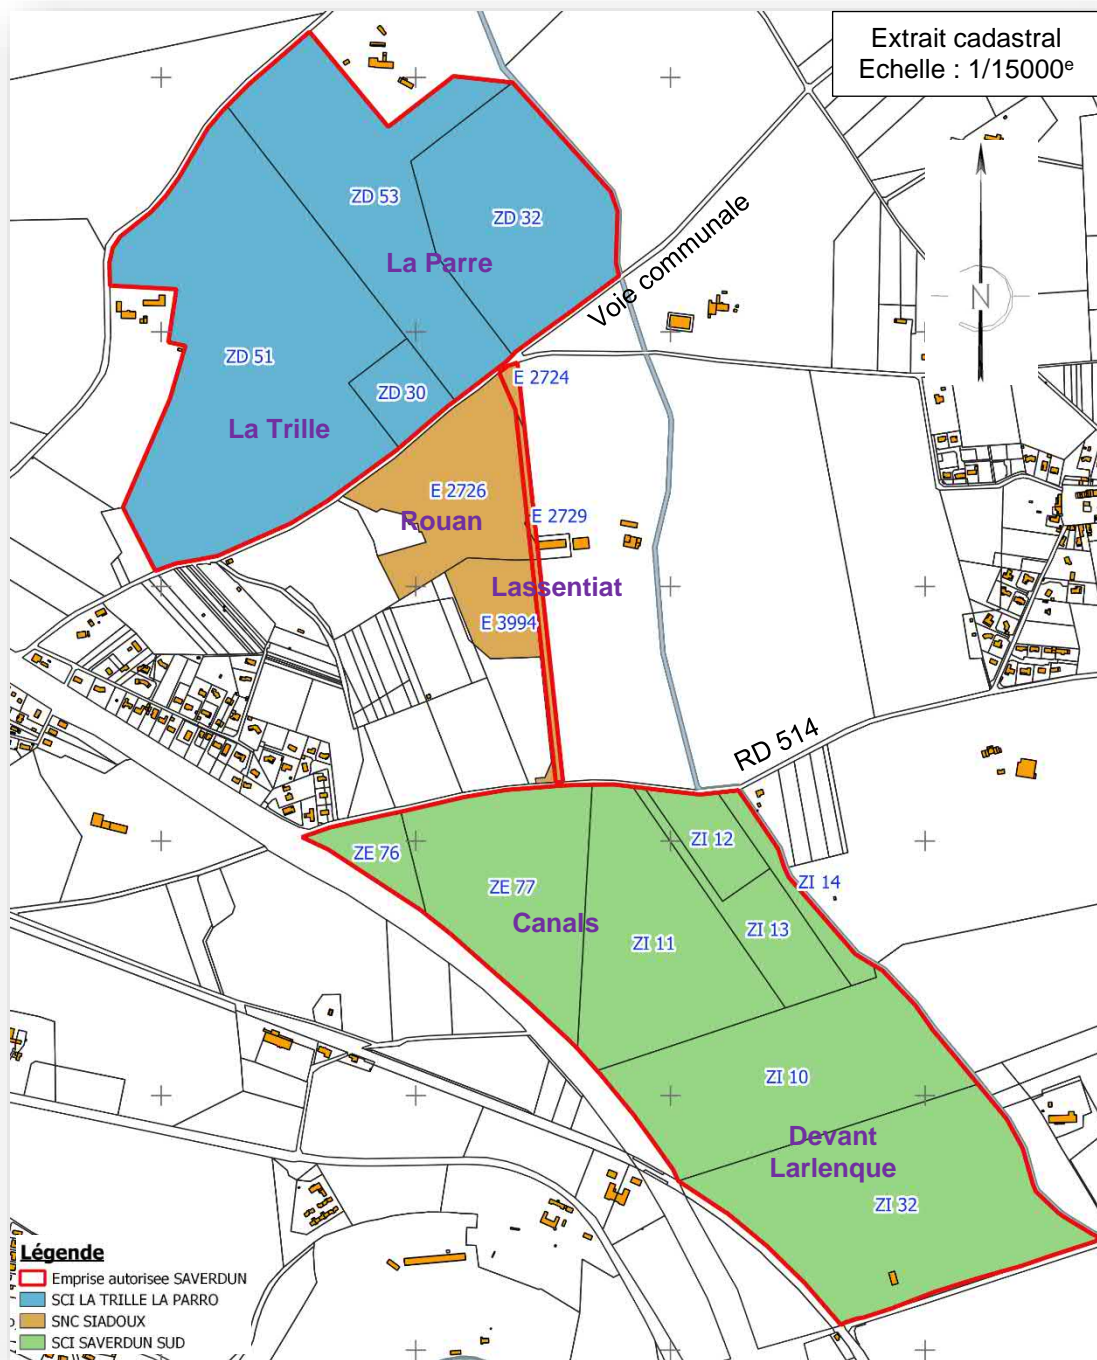 Extrait cadastral
Echelle : 1/15000e
ZD 53
ZD 32
Voie communale
La Parre
N
ZD 51
E 2724
ZD 30
La Trille
E 2726
Rouan
E 2729
Lassentiat
E 3994
RD 514
ZI 12
ZE 76
ZI 14
ZE 77
Canals
ZI 13
ZI 11
ZI 10
Devant
Larlenque
ZI 32
Légende
Emprise autorisee SAVERDUN
SCI LA TRILLE LA PARRO
SNC SIADOUX
SCI SAVERDUN SUD